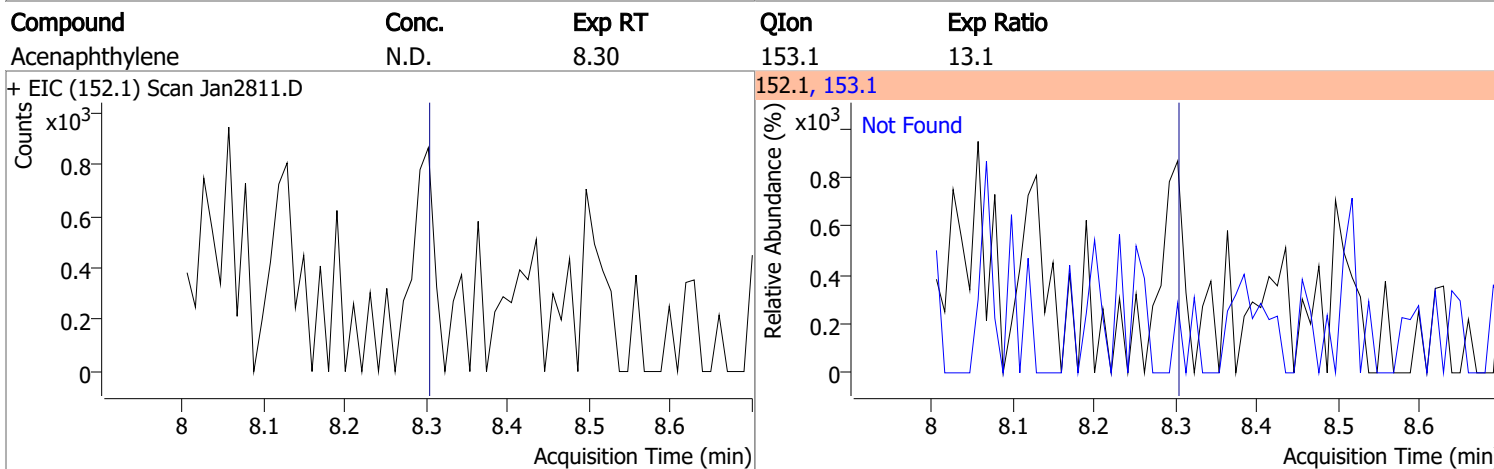 Compound Conc. Exp RT QIon Exp Ratio
Acenaphthylene N.D. 8.30 153.1 13.1
+ EIC (152.1) Scan Jan2811.D
Counts
x10³
0.8
0.6
0.4
0.2
0
8 8.1 8.2 8.3 8.4 8.5 8.6
Acquisition Time (min)
152.1, 153.1
Relative Abundance (%)
x10³
Not Found
0.8
0.6
0.4
0.2
0
8 8.1 8.2 8.3 8.4 8.5 8.6
Acquisition Time (min